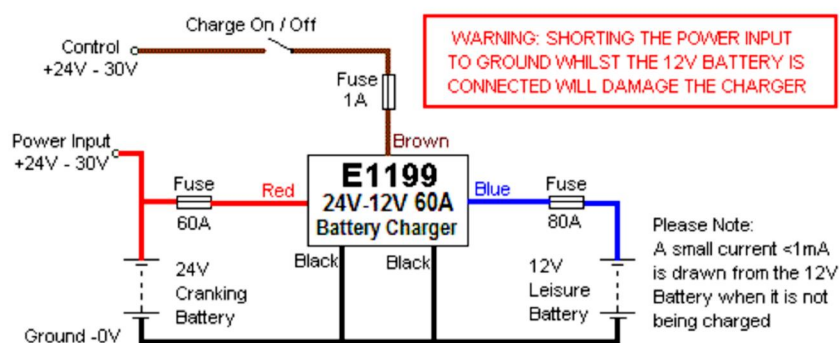 Charge On / Off
Control
+24V - 30V
Fuse
1A
WARNING: SHORTING THE POWER INPUT
TO GROUND WHILST THE 12V BATTERY IS
CONNECTED WILL DAMAGE THE CHARGER
Power Input
+24V - 30V
Brown
Fuse
60A
Red
E1199
24V-12V 60A
Battery Charger
Blue
Fuse
80A
Black
Black
24V
Cranking
Battery
12V
Leisure
Battery
Please Note:
A small current <1mA
is drawn from the 12V
Battery when it is not
being charged
Ground -0V